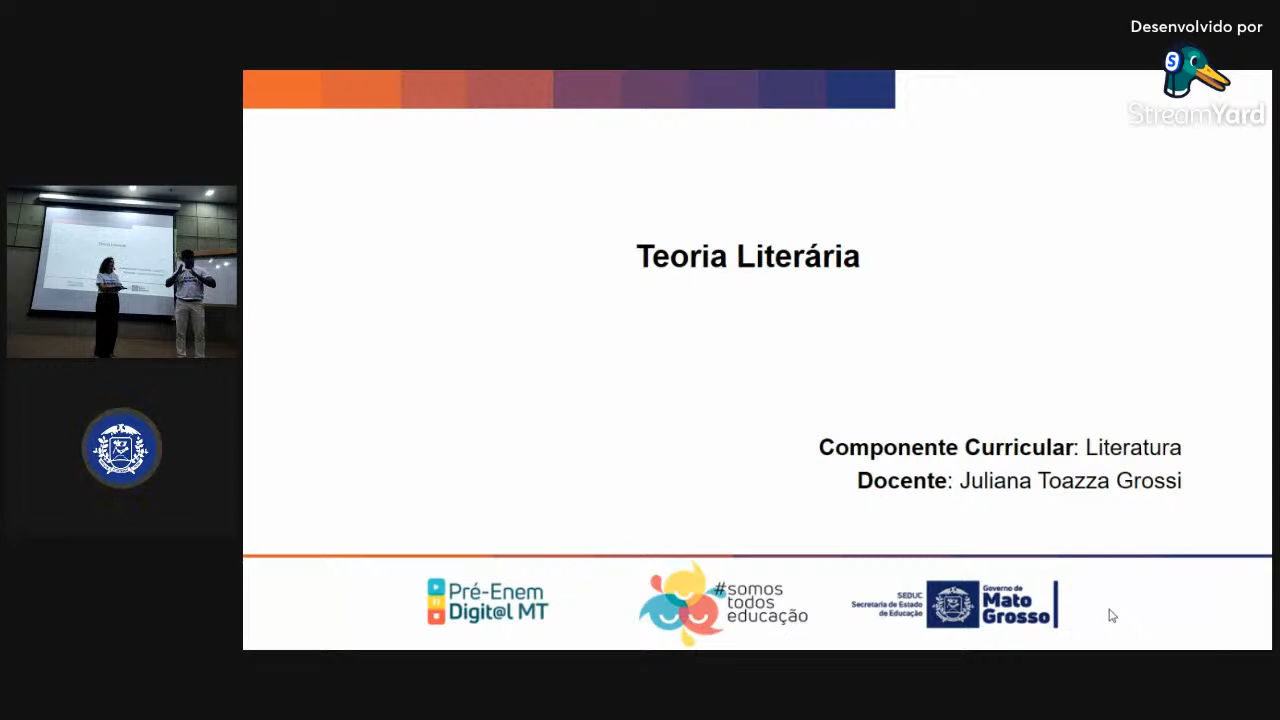 Desenvolvido por
StreamYard
Teoria Literária
Componente Curricular: Literatura
Docente: Juliana Toazza Grossi
Pré-Enem
Digit@l MT
#somos
todos
educação
SEDUC
Secretaria de Estado
de Educação
Governo de
Mato
Grosso